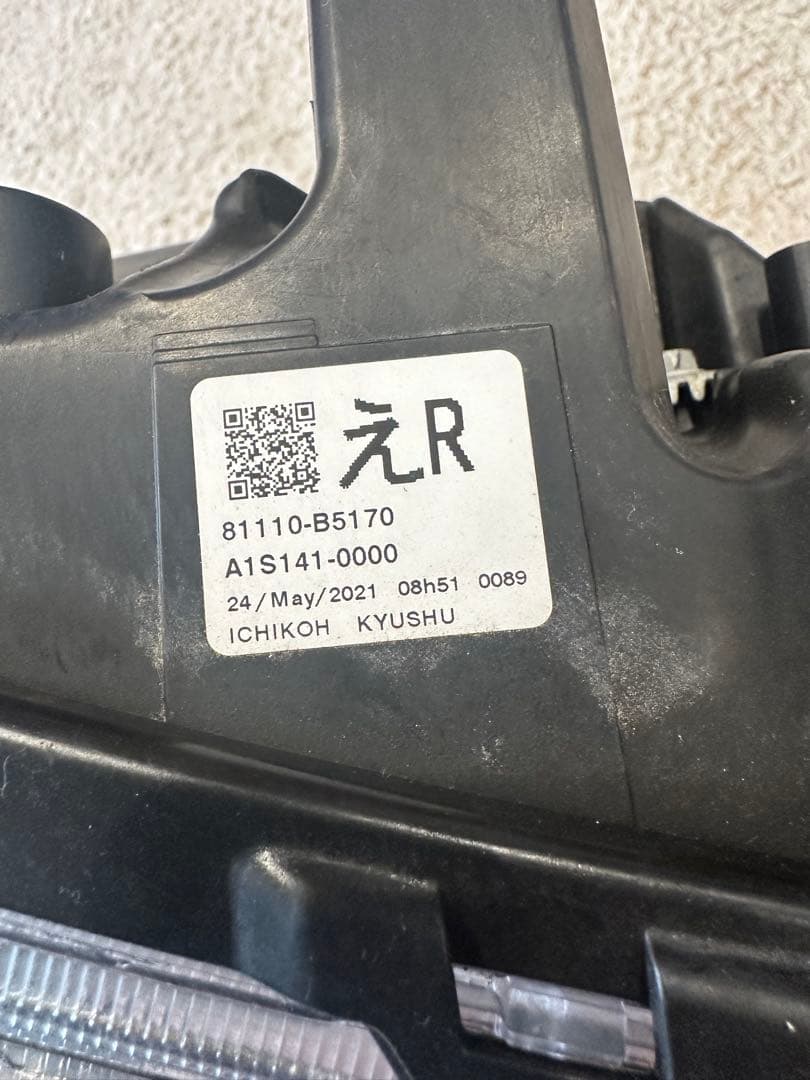 えR
81110-B5170
A1S141-0000
24/May/2021 08h51 0089
ICHIKOH KYUSHU